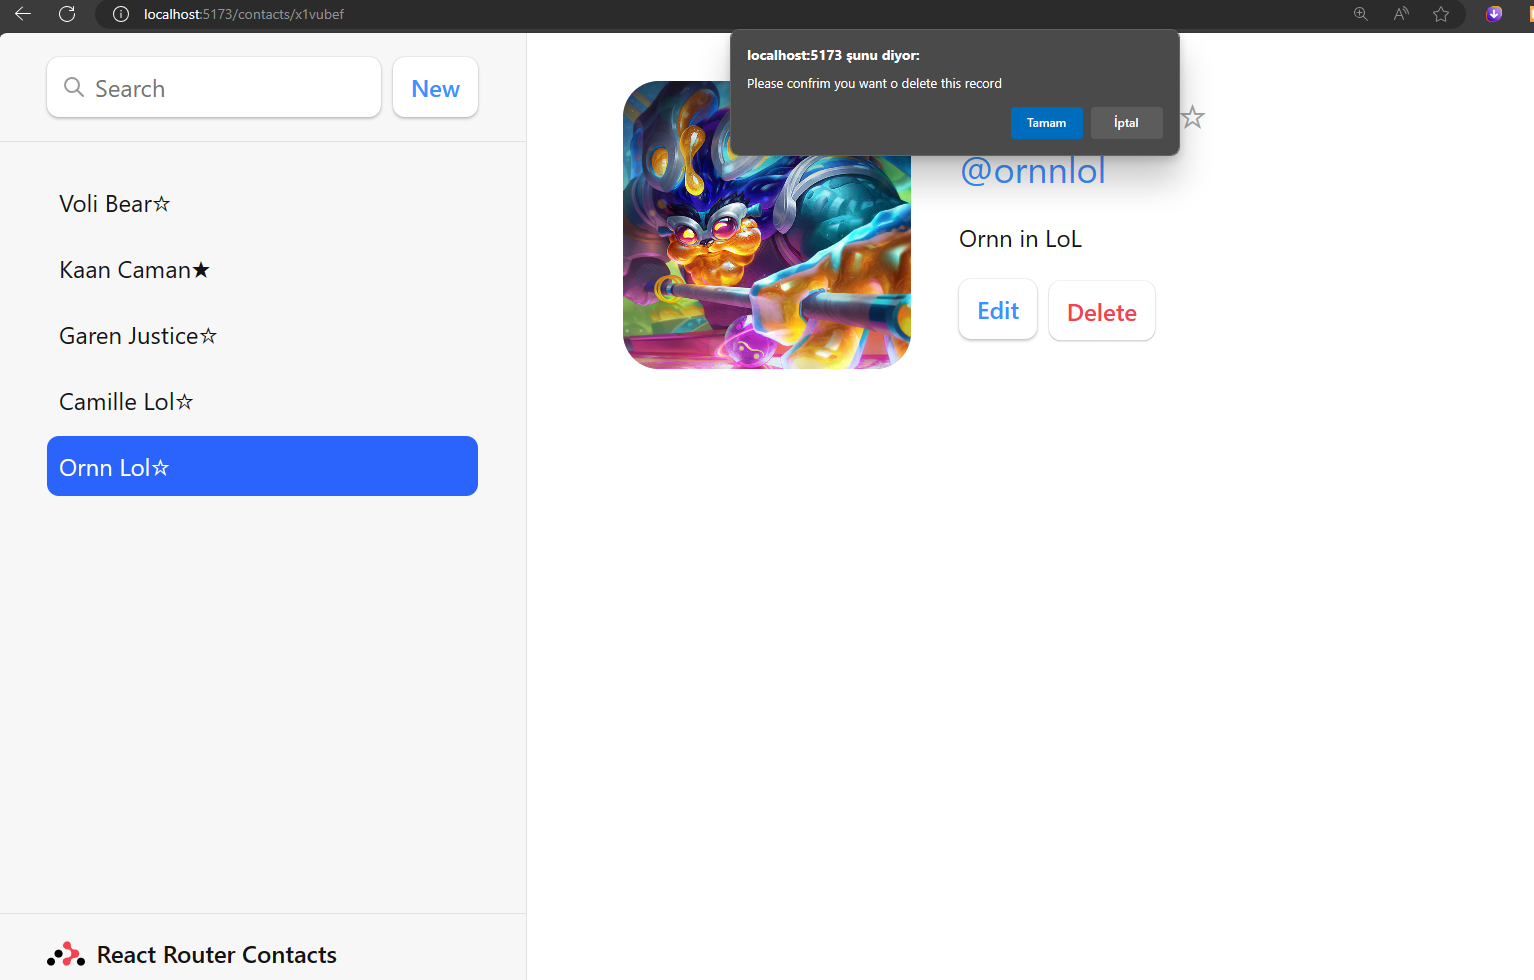 localhost:5173/contacts/x1vubef
Search
New
Voli Bear☆
Kaan Caman★
Garen Justice☆
Camille Lol☆
Ornn Lol☆
React Router Contacts
localhost:5173 şunu diyor:
Please confrim you want o delete this record
Tamam
İptal
☆
@ornnlol
Ornn in LoL
Edit
Delete